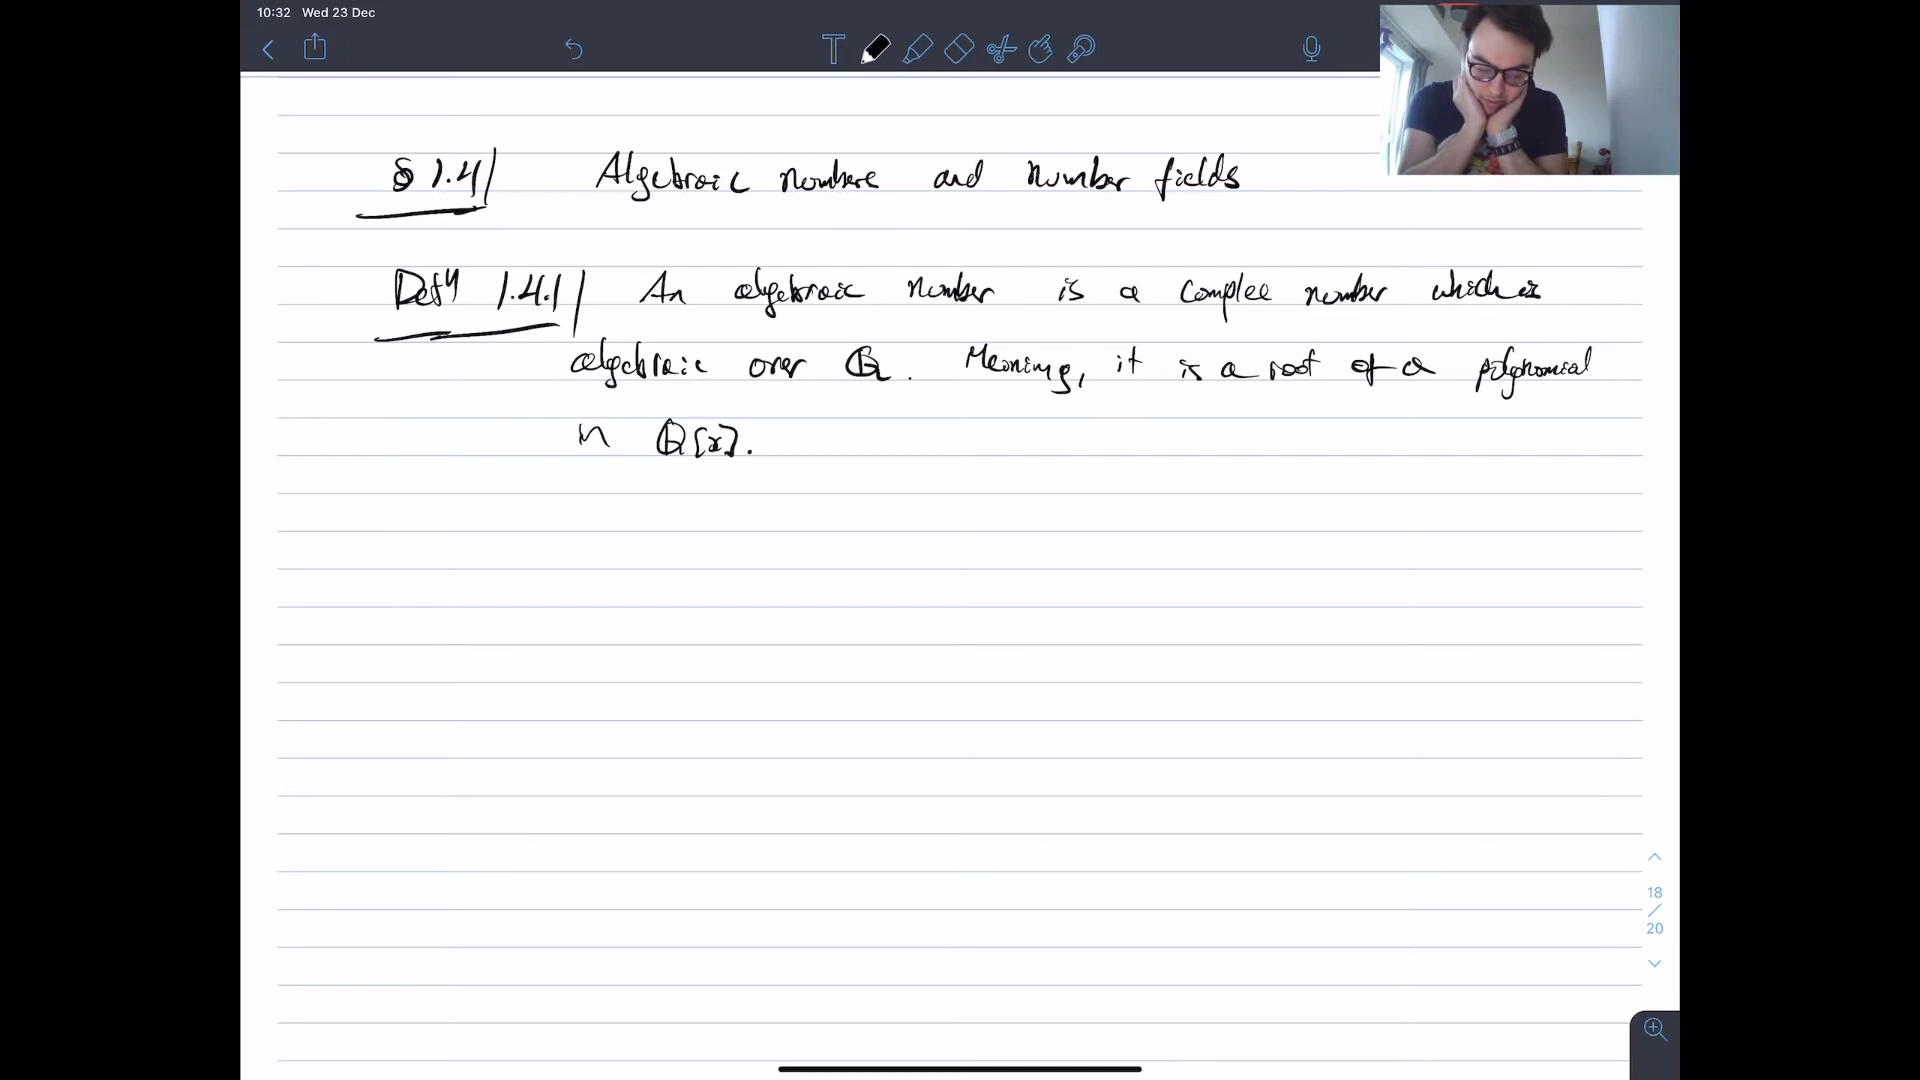 10:32 Wed 23 Dec
§ 1.4 Algebraic numbers and number fields
Defn 1.4.1 An algebraic number is a complex number which is
algebraic over ℚ. Meaning, it is a root of a polynomial
in ℚ[x].
18
/
20